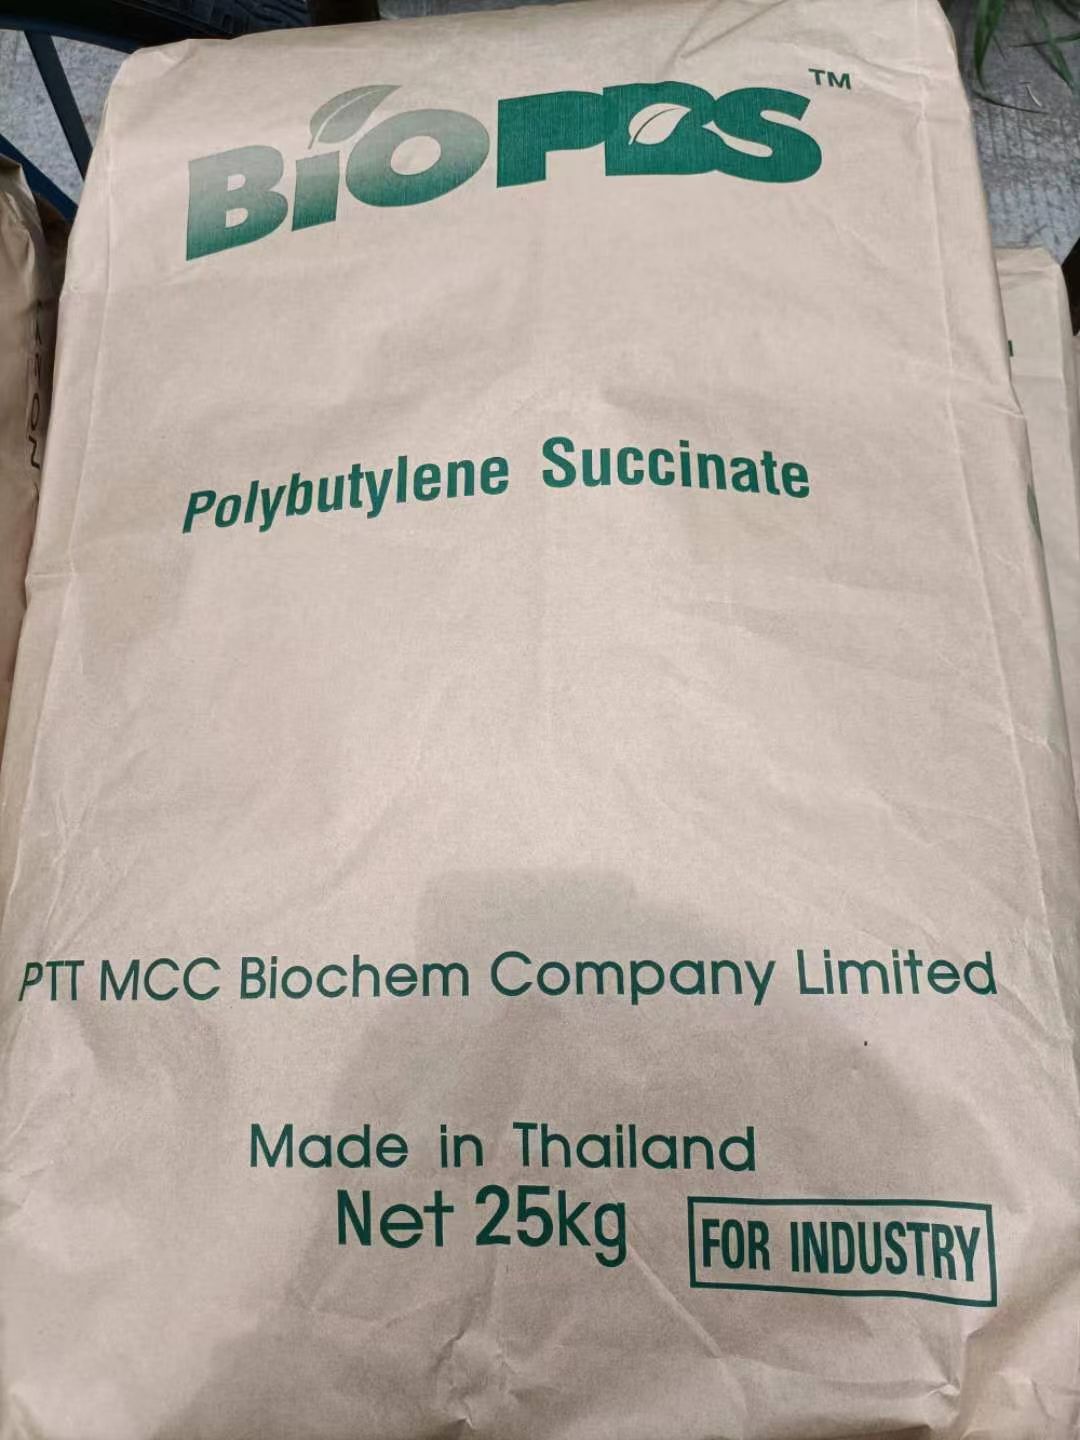 BioPBS™
Polybutylene Succinate
PTT MCC Biochem Company Limited
Made in Thailand
Net 25kg
FOR INDUSTRY